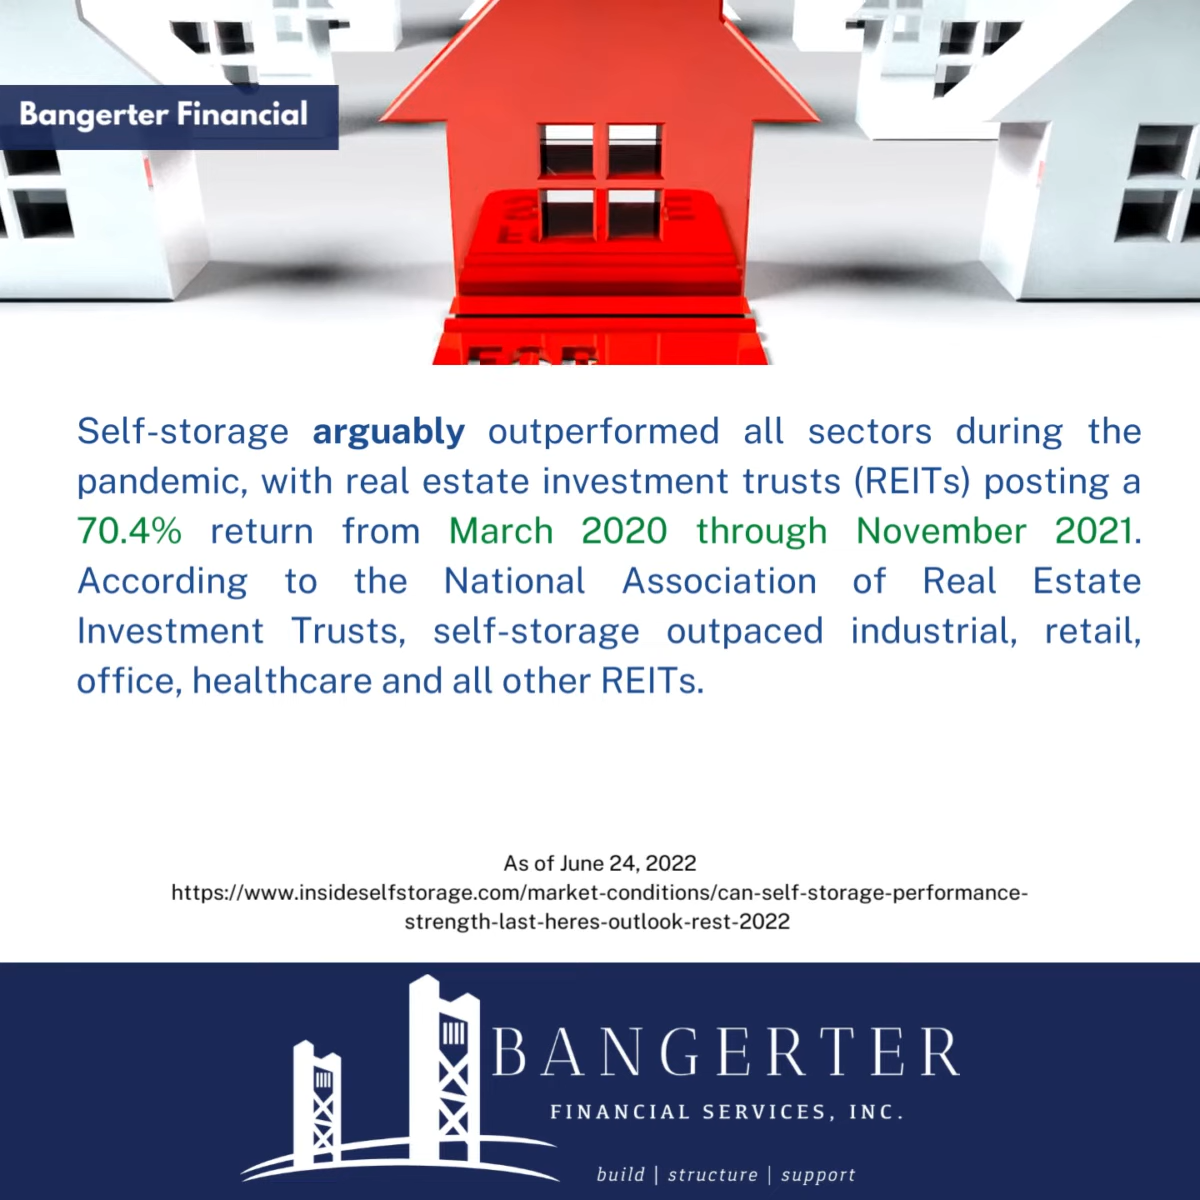 Bangerter Financial
FOR
Self-storage arguably outperformed all sectors during the
pandemic, with real estate investment trusts (REITs) posting a
70.4% return from March 2020 through November 2021.
According to the National Association of Real Estate
Investment Trusts, self-storage outpaced industrial, retail,
office, healthcare and all other REITs.
As of June 24, 2022
https://www.insideselfstorage.com/market-conditions/can-self-storage-performance-
strength-last-heres-outlook-rest-2022
BANGERTER
FINANCIAL SERVICES, INC.
build | structure | support